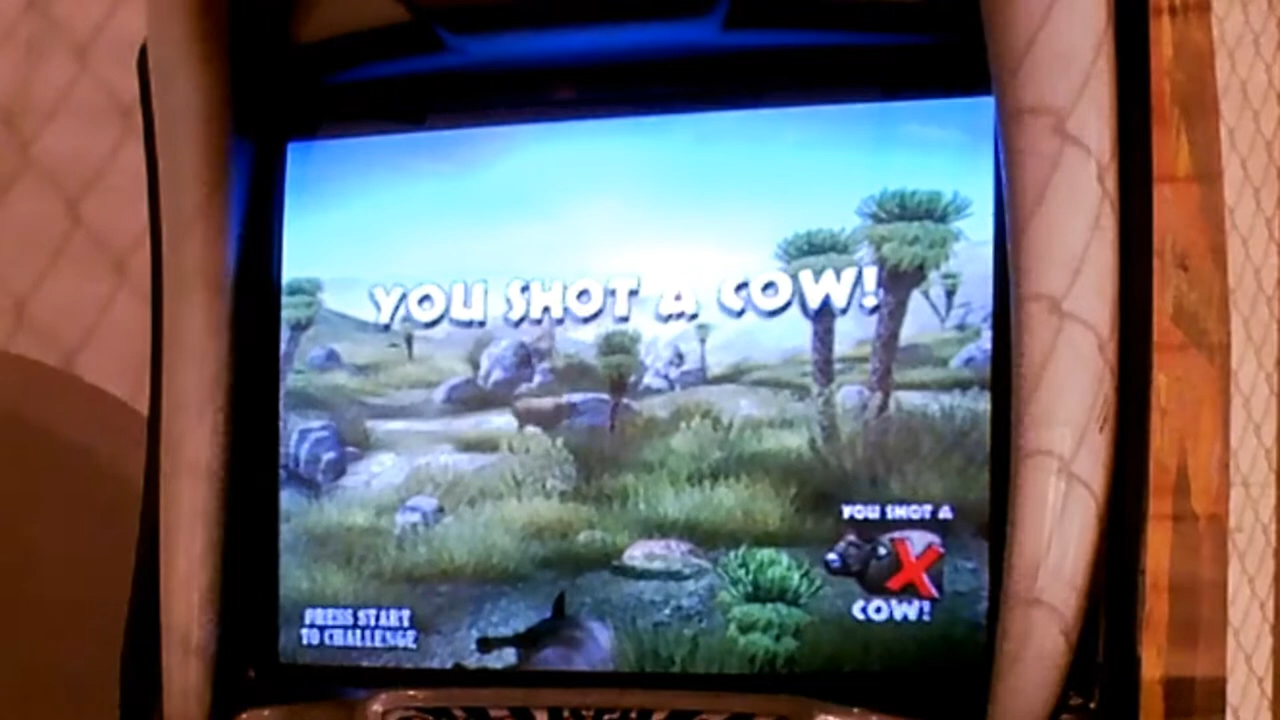 YOU SHOT A COW!
YOU SHOT A
X
COW!
PRESS START
TO CHALLENGE